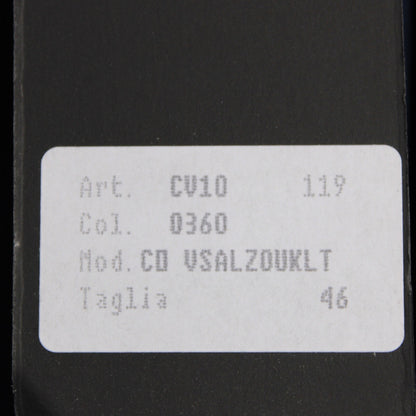 Art. CV10 119
Col. 0360
Mod. CD VSALZOUKLT
Taglia 46